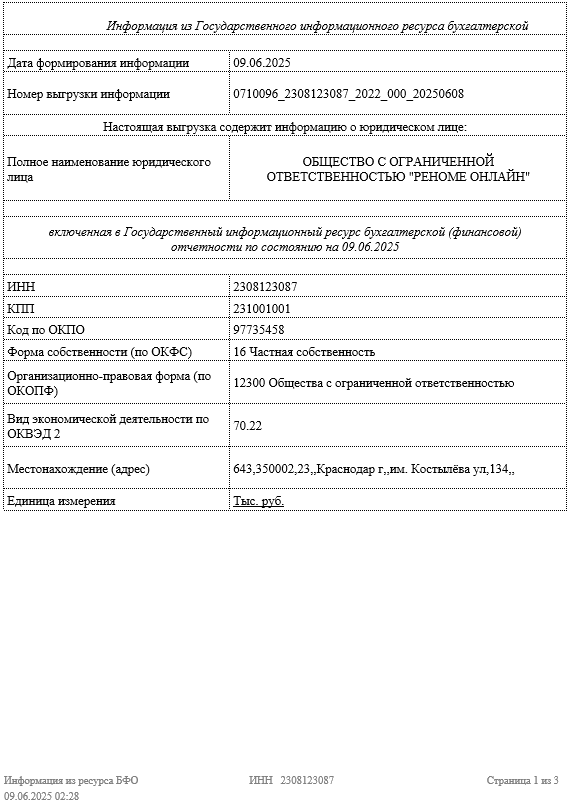 Информация из Государственного информационного ресурса бухгалтерской
Дата формирования информации
09.06.2025
Номер выгрузки информации
0710096_2308123087_2022_000_20250608
Настоящая выгрузка содержит информацию о юридическом лице:
Полное наименование юридического
лица
ОБЩЕСТВО С ОГРАНИЧЕННОЙ
ОТВЕТСТВЕННОСТЬЮ "РЕНОМЕ ОНЛАЙН"
включенная в Государственный информационный ресурс бухгалтерской (финансовой)
отчетности по состоянию на 09.06.2025
ИНН
2308123087
КПП
231001001
Код по ОКПО
97735458
Форма собственности (по ОКФС)
16 Частная собственность
Организационно-правовая форма (по
ОКОПФ)
12300 Общества с ограниченной ответственностью
Вид экономической деятельности по
ОКВЭД 2
70.22
Местонахождение (адрес)
643,350002,23,,Краснодар г,,им. Костылёва ул,134,,
Единица измерения
Тыс. руб.
Информация из ресурса БФО
ИНН 2308123087
Страница 1 из 3
09.06.2025 02:28